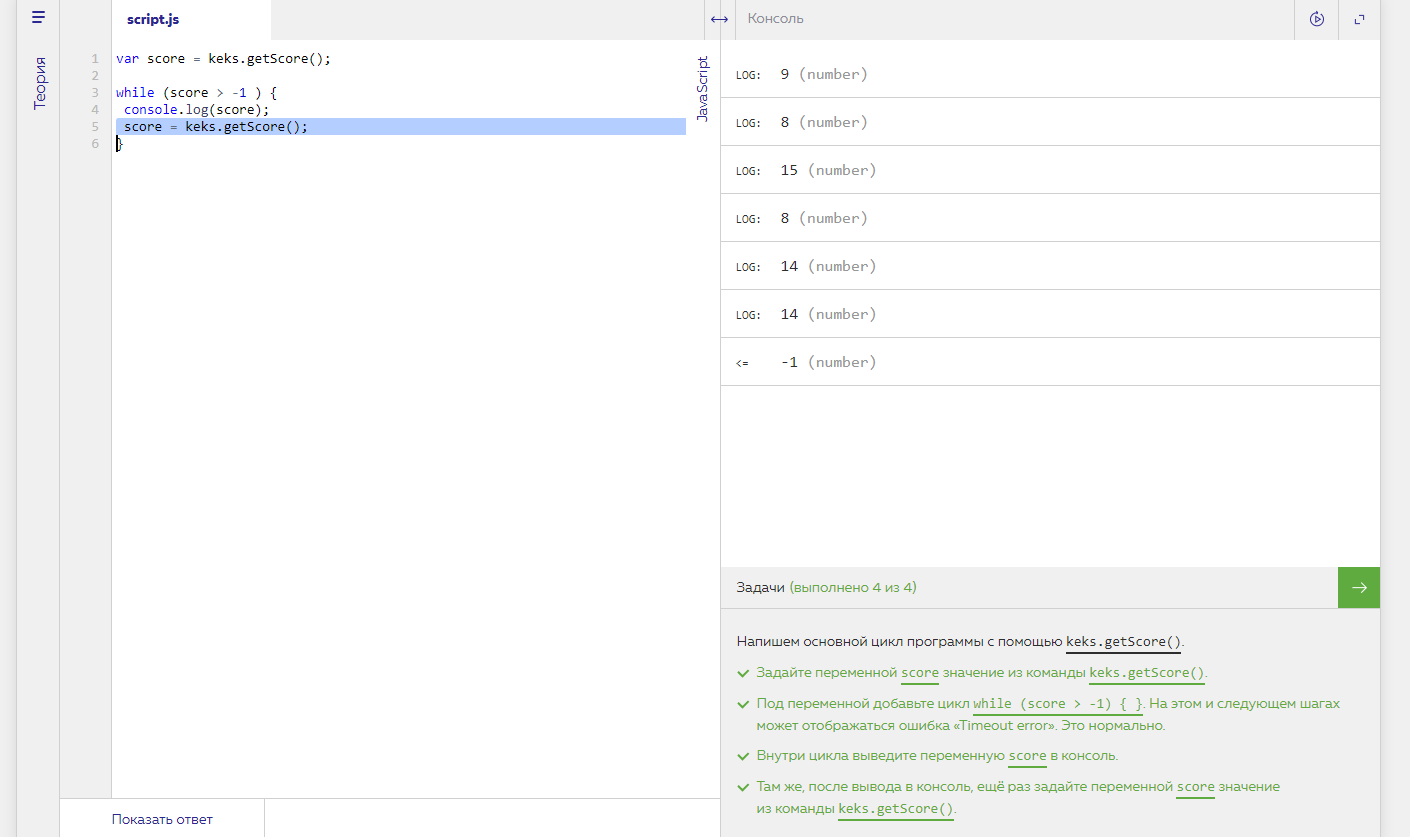 script.js
Консоль
Теория
JavaScript
1 var score = keks.getScore();
2
3 while (score > -1 ) {
4 console.log(score);
5 score = keks.getScore();
6 }
LOG: 9 (number)
LOG: 8 (number)
LOG: 15 (number)
LOG: 8 (number)
LOG: 14 (number)
LOG: 14 (number)
<= -1 (number)
Задачи (выполнено 4 из 4)
Напишем основной цикл программы с помощью keks.getScore().
Задайте переменной score значение из команды keks.getScore().
Под переменной добавьте цикл while (score > -1) { }. На этом и следующем шагах
может отображаться ошибка «Timeout error». Это нормально.
Внутри цикла выведите переменную score в консоль.
Там же, после вывода в консоль, ещё раз задайте переменной score значение
из команды keks.getScore().
Показать ответ